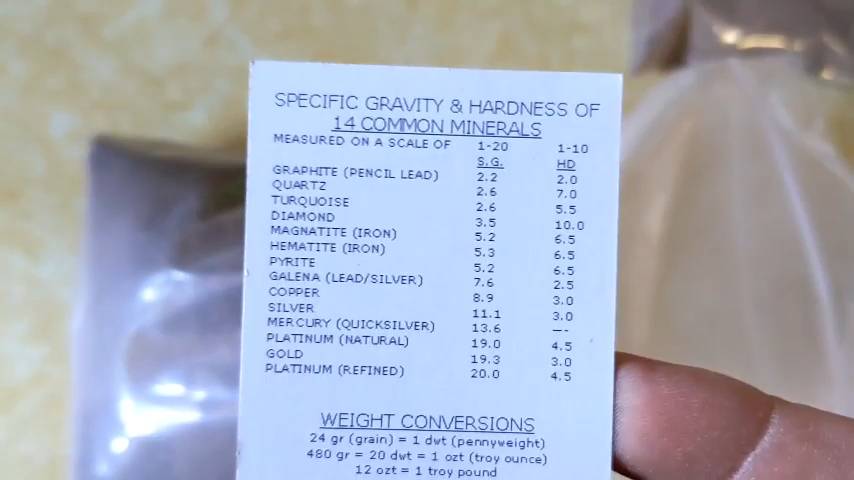 SPECIFIC GRAVITY & HARDNESS OF
14 COMMON MINERALS
MEASURED ON A SCALE OF 1-20 1-10
S.G. HD
GRAPHITE (PENCIL LEAD) 2.2 2.0
QUARTZ 2.6 7.0
TURQUOISE 2.6 5.5
DIAMOND 3.5 10.0
MAGNATITE (IRON) 5.2 6.5
HEMATITE (IRON) 5.3 6.5
PYRITE 5.2 6.5
GALENA (LEAD/SILVER) 7.6 2.5
COPPER 8.9 3.0
SILVER 11.1 3.0
MERCURY (QUICKSILVER) 13.6 ---
PLATINUM (NATURAL) 19.0 4.5
GOLD 19.3 3.0
PLATINUM (REFINED) 20.0 4.5
WEIGHT CONVERSIONS
24 gr (grain) = 1 dwt (pennyweight)
480 gr = 20 dwt = 1 ozt (troy ounce)
12 ozt = 1 troy pound